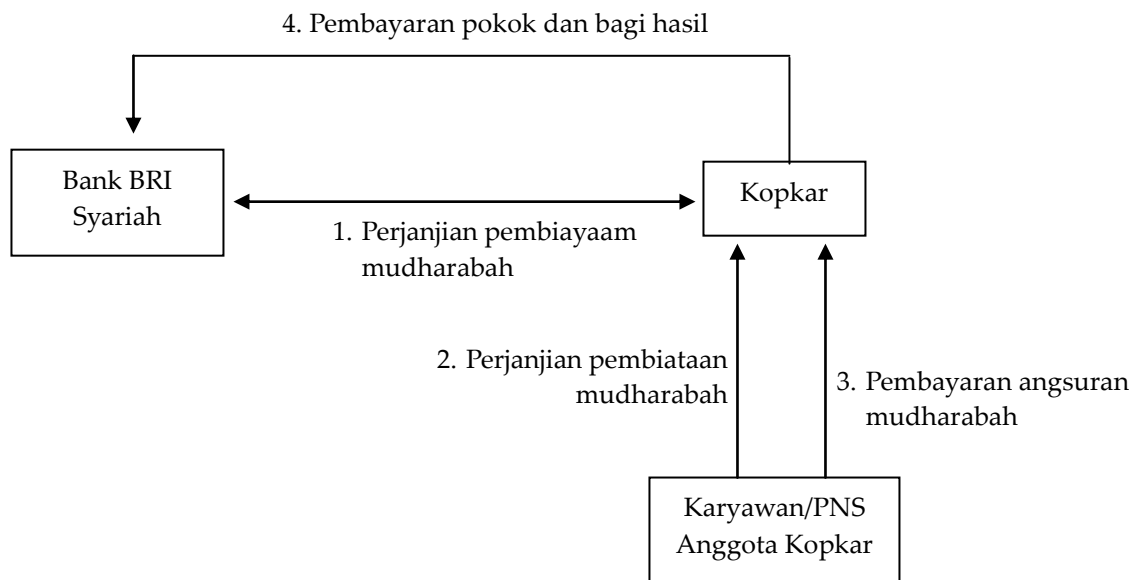 4. Pembayaran pokok dan bagi hasil
Bank BRI
Syariah
Kopkar
1. Perjanjian pembiayaam
mudharabah
2. Perjanjian pembiataan
mudharabah
3. Pembayaran angsuran
mudharabah
Karyawan/PNS
Anggota Kopkar